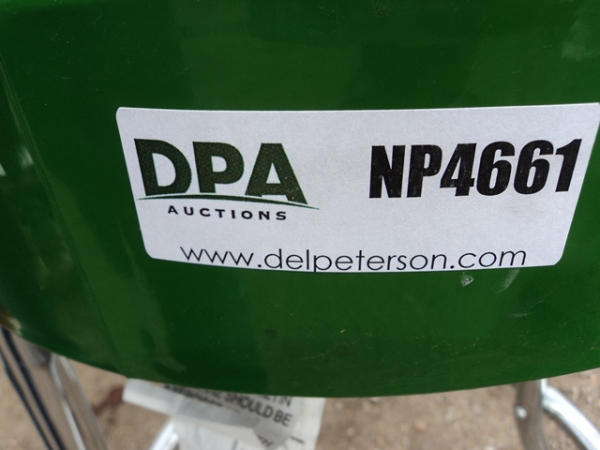 DPA
AUCTIONS
NP4661
www.delpeterson.com
SHOULD BE